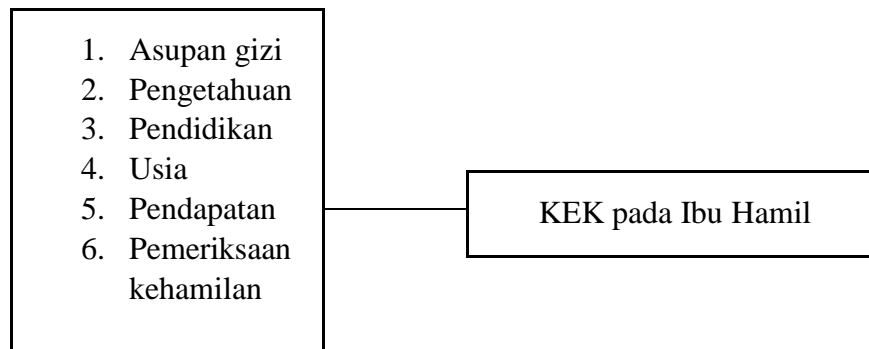 1. Asupan gizi
2. Pengetahuan
3. Pendidikan
4. Usia
5. Pendapatan
6. Pemeriksaan
kehamilan
KEK pada Ibu Hamil